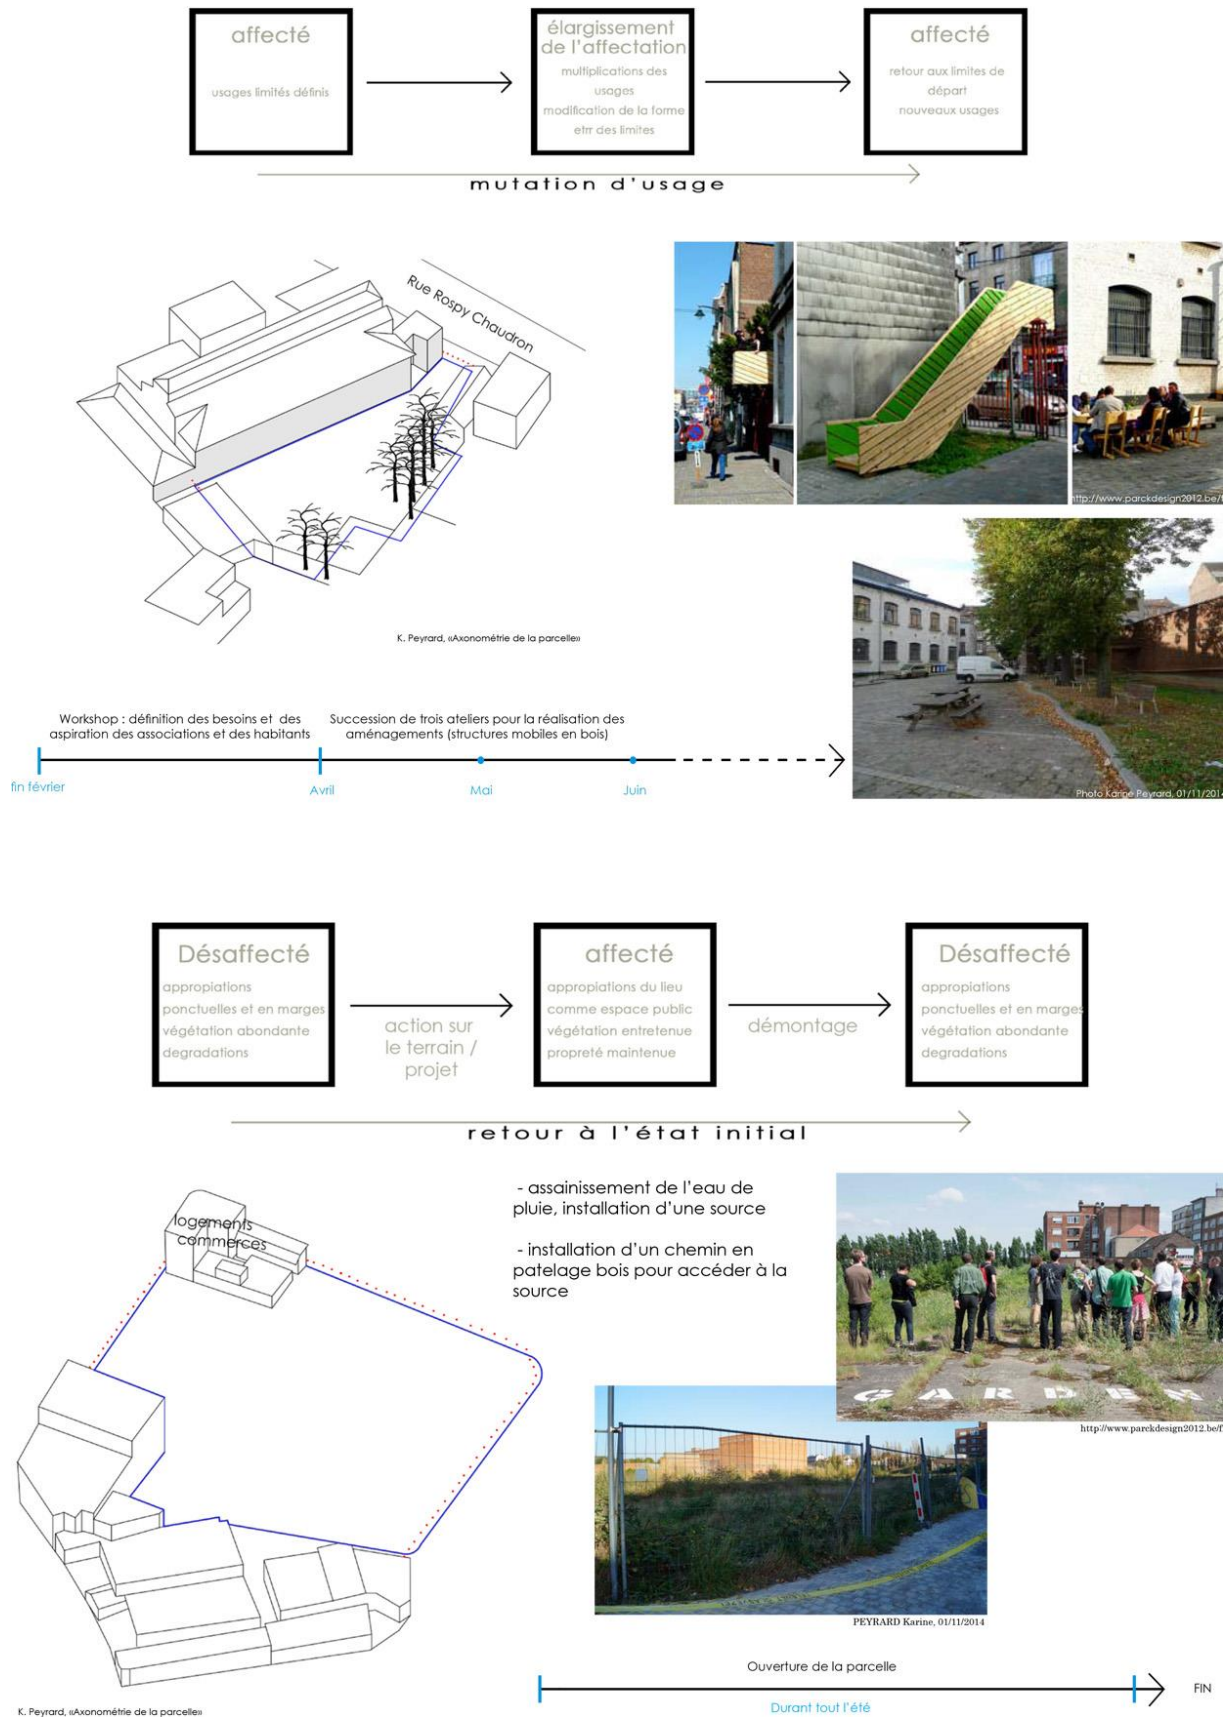 affecté
usages limités définis
élargissement
de l'affectation
multiplications des
usages
modification de la forme
etrr des limites
affecté
retour aux limites de
départ
nouveaux usages
mutation d'usage
Rue Rospy Chaudron
http://www.parckdesign2012.be/f
K. Peyrard, «Axonométrie de la parcelle»
Photo Karine Peyrard, 01/11/2014
Workshop : définition des besoins et des
aspiration des associations et des habitants
Succession de trois ateliers pour la réalisation des
aménagements (structures mobiles en bois)
fin février
Avril
Mai
Juin
Désaffecté
appropiations
ponctuelles et en marges
végétation abondante
degradations
action sur
le terrain /
projet
affecté
appropiations du lieu
comme espace public
végétation entretenue
propreté maintenue
démontage
Désaffecté
appropiations
ponctuelles et en marges
végétation abondante
degradations
retour à l'état initial
logements
commerces
- assainissement de l'eau de
pluie, installation d'une source
- installation d'un chemin en
patelage bois pour accéder à la
source
GARDEN
http://www.parckdesign2012.be/f
PEYRARD Karine, 01/11/2014
Ouverture de la parcelle
Durant tout l'été
FIN
K. Peyrard, «Axonométrie de la parcelle»